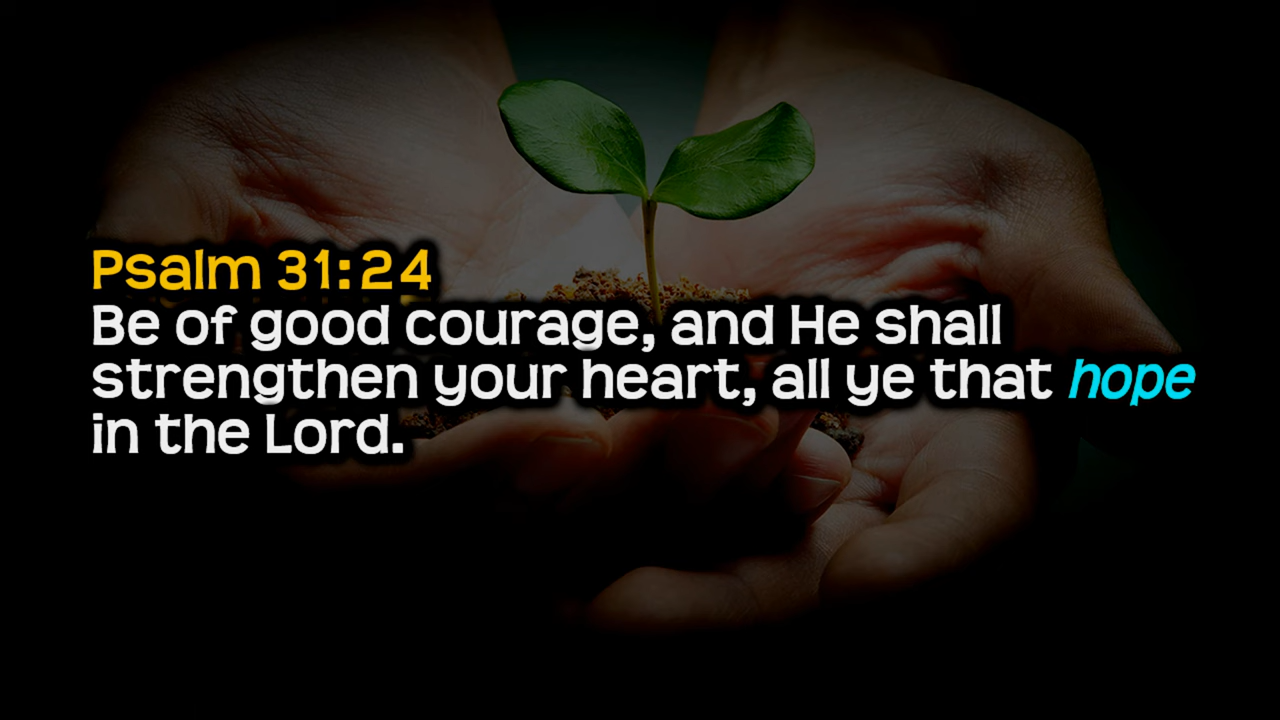 Psalm 31:24
Be of good courage, and He shall
strengthen your heart, all ye that hope
in the Lord.